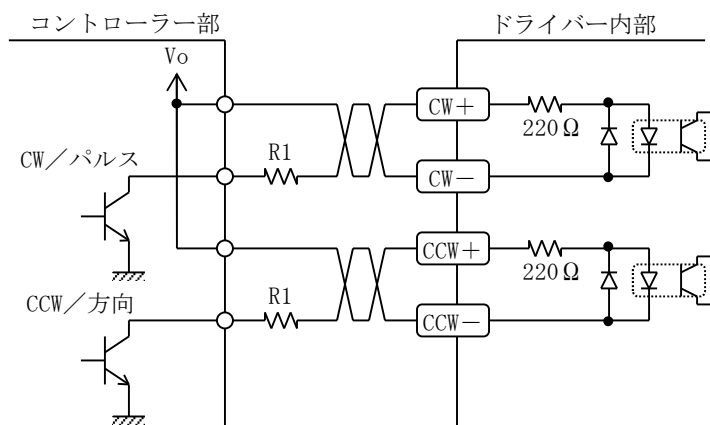 コントローラー部
ドライバー内部
Vo
CW+
220Ω
R1
CW／パルス
CW−
CCW+
220Ω
R1
CCW／方向
CCW−